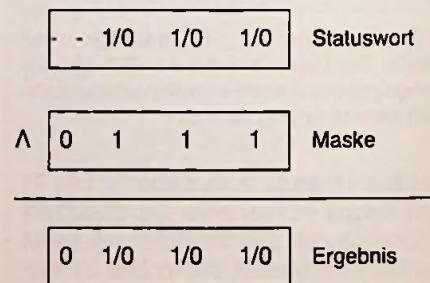 - - 1/0 1/0 1/0 Statuswort
Λ 0 1 1 1 Maske
0 1/0 1/0 1/0 Ergebnis